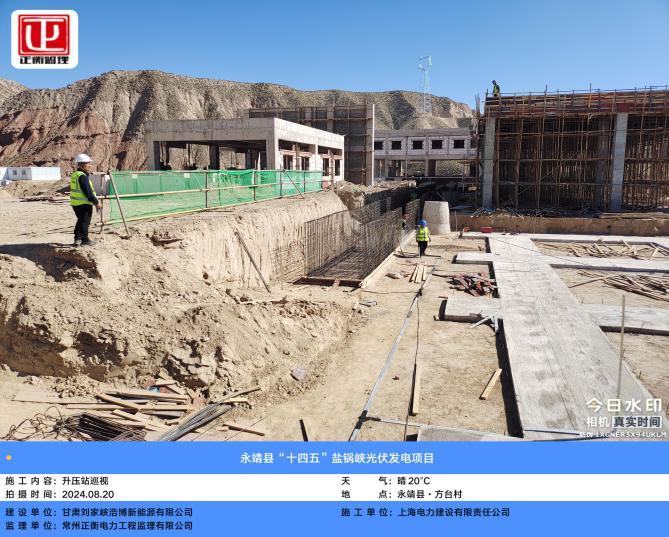 正衡监理
今日水印
相机 真实时间
防伪 1XGNER3X94UKLM
永靖县“十四五”盐锅峡光伏发电项目
施工内容：升压站巡视
天气：晴20℃
拍摄时间：2024.08.20
地点：永靖县·方台村
建设单位：甘肃刘家峡浩博新能源有限公司
施工单位：上海电力建设有限责任公司
监理单位：常州正衡电力工程监理有限公司